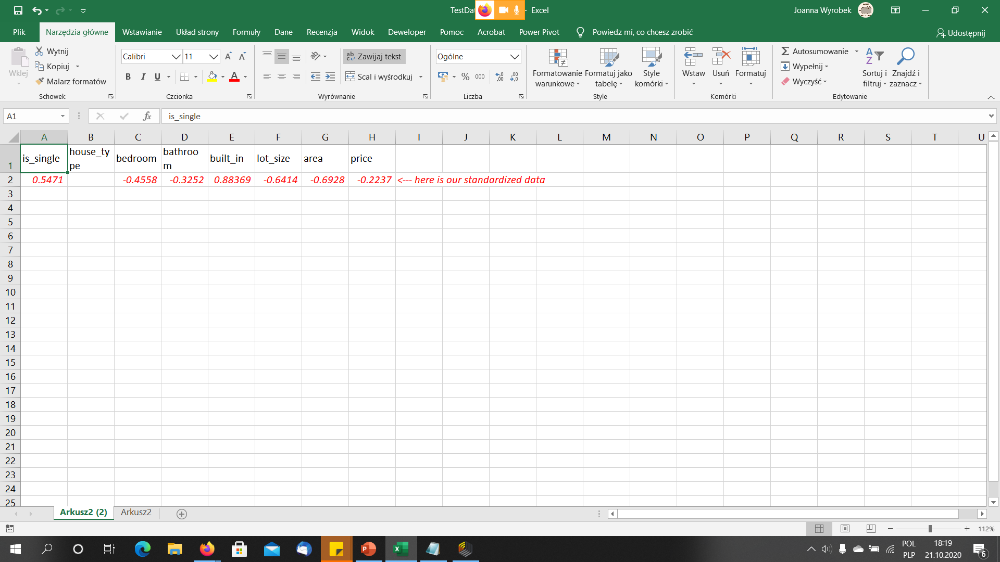 TestDat - Excel
Joanna Wyrobek
Plik Narzędzia główne Wstawianie Układ strony Formuły Dane Recenzja Widok Deweloper Pomoc Acrobat Power Pivot Powiedz mi, co chcesz zrobić Udostępnij
Wklej
Wytnij
Kopiuj
Malarz formatów
Schowek
Calibri 11
B I U
Czcionka
Zawijaj tekst
Scal i wyśrodkuj
Wyrównanie
Ogólne
% 000
Liczba
Formatowanie warunkowe
Formatuj jako tabelę
Style komórki
Style
Wstaw Usuń Formatuj
Komórki
Autosumowanie
Wypełnij
Wyczyść
Sortuj i filtruj
Znajdź i zaznacz
Edytowanie
A1 fx is_single
A B C D E F G H I J K L M N O P Q R S T U
1 is_single house_type bedroom bathroom built_in lot_size area price
2 0.5471 -0.4558 -0.3252 0.88369 -0.6414 -0.6928 -0.2237 <--- here is our standardized data
3
4
5
6
7
8
9
10
11
12
13
14
15
16
17
18
19
20
21
22
23
24
25
Arkusz2 (2) Arkusz2
112%
POL
PLP
18:19
21.10.2020
6